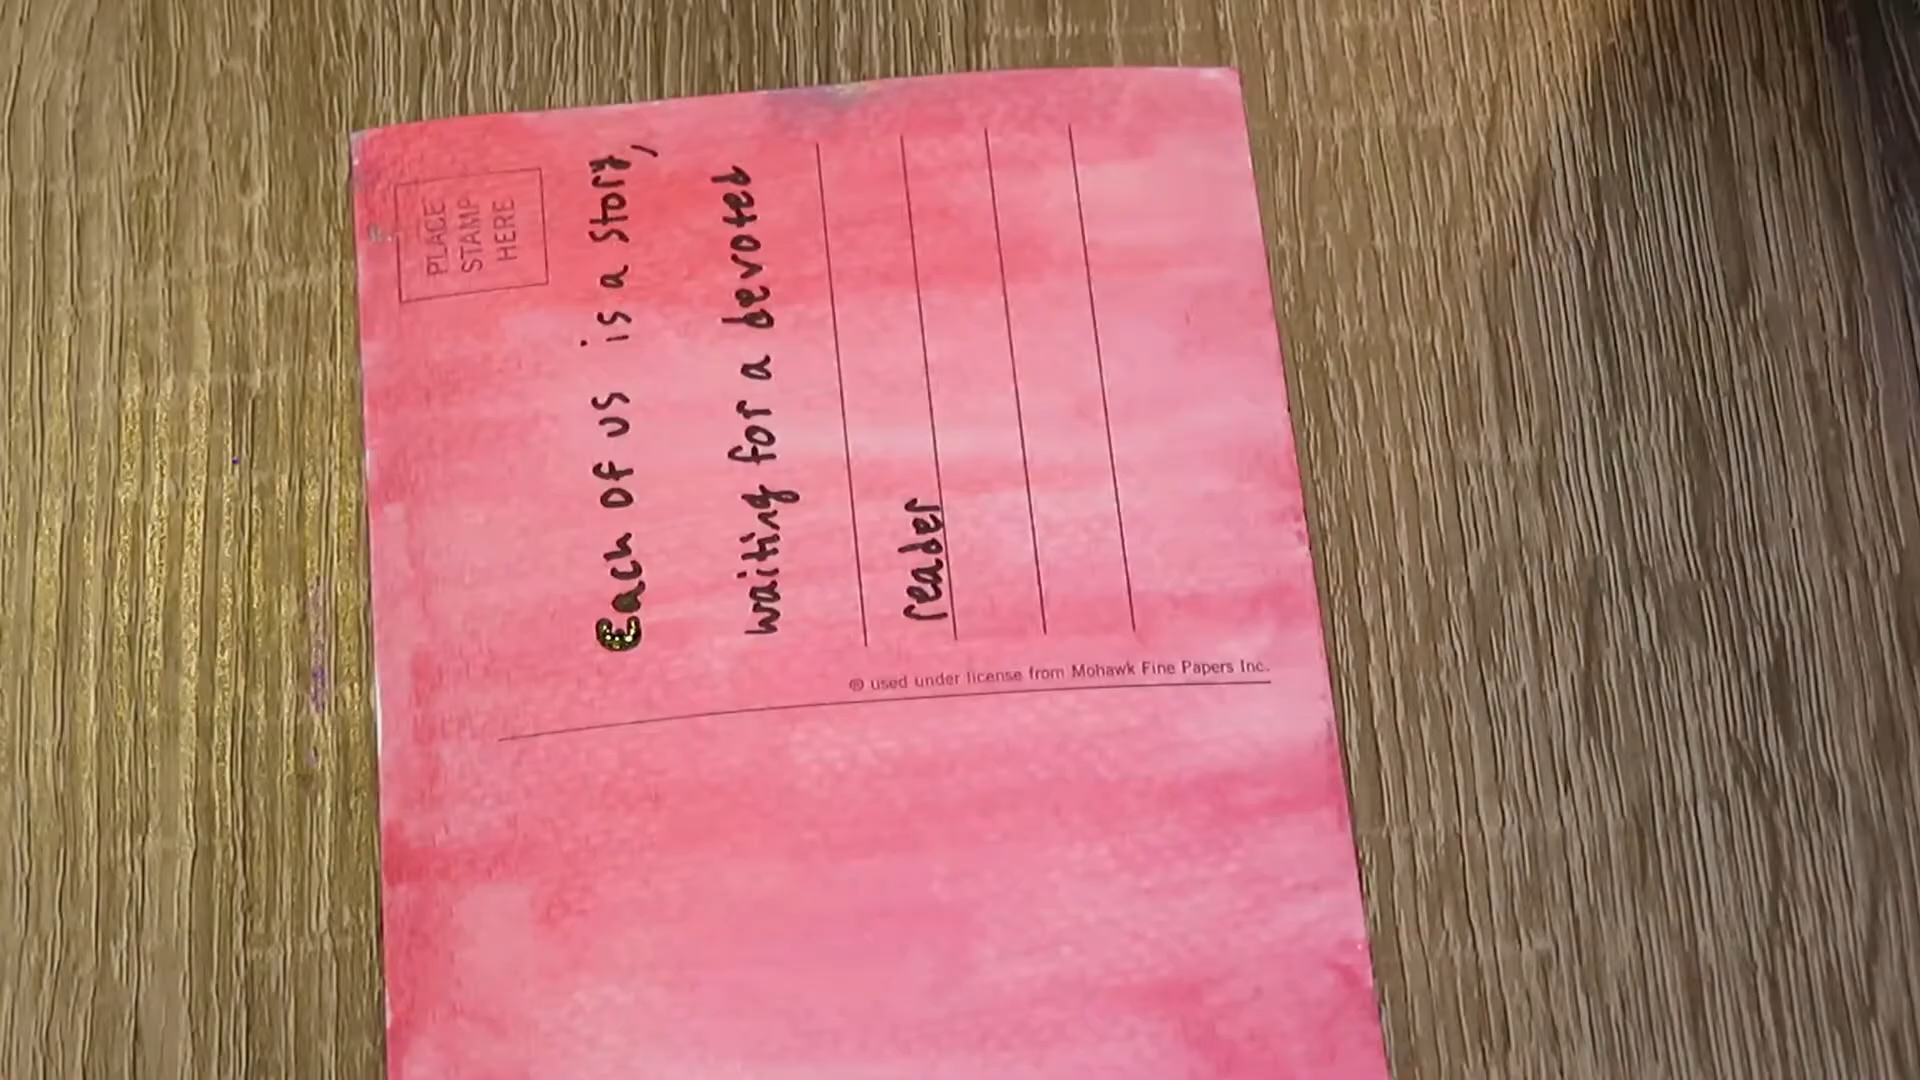 PLACE
STAMP
HERE
Each of us is a story,
waiting for a devoted
reader
® used under license from Mohawk Fine Papers Inc.